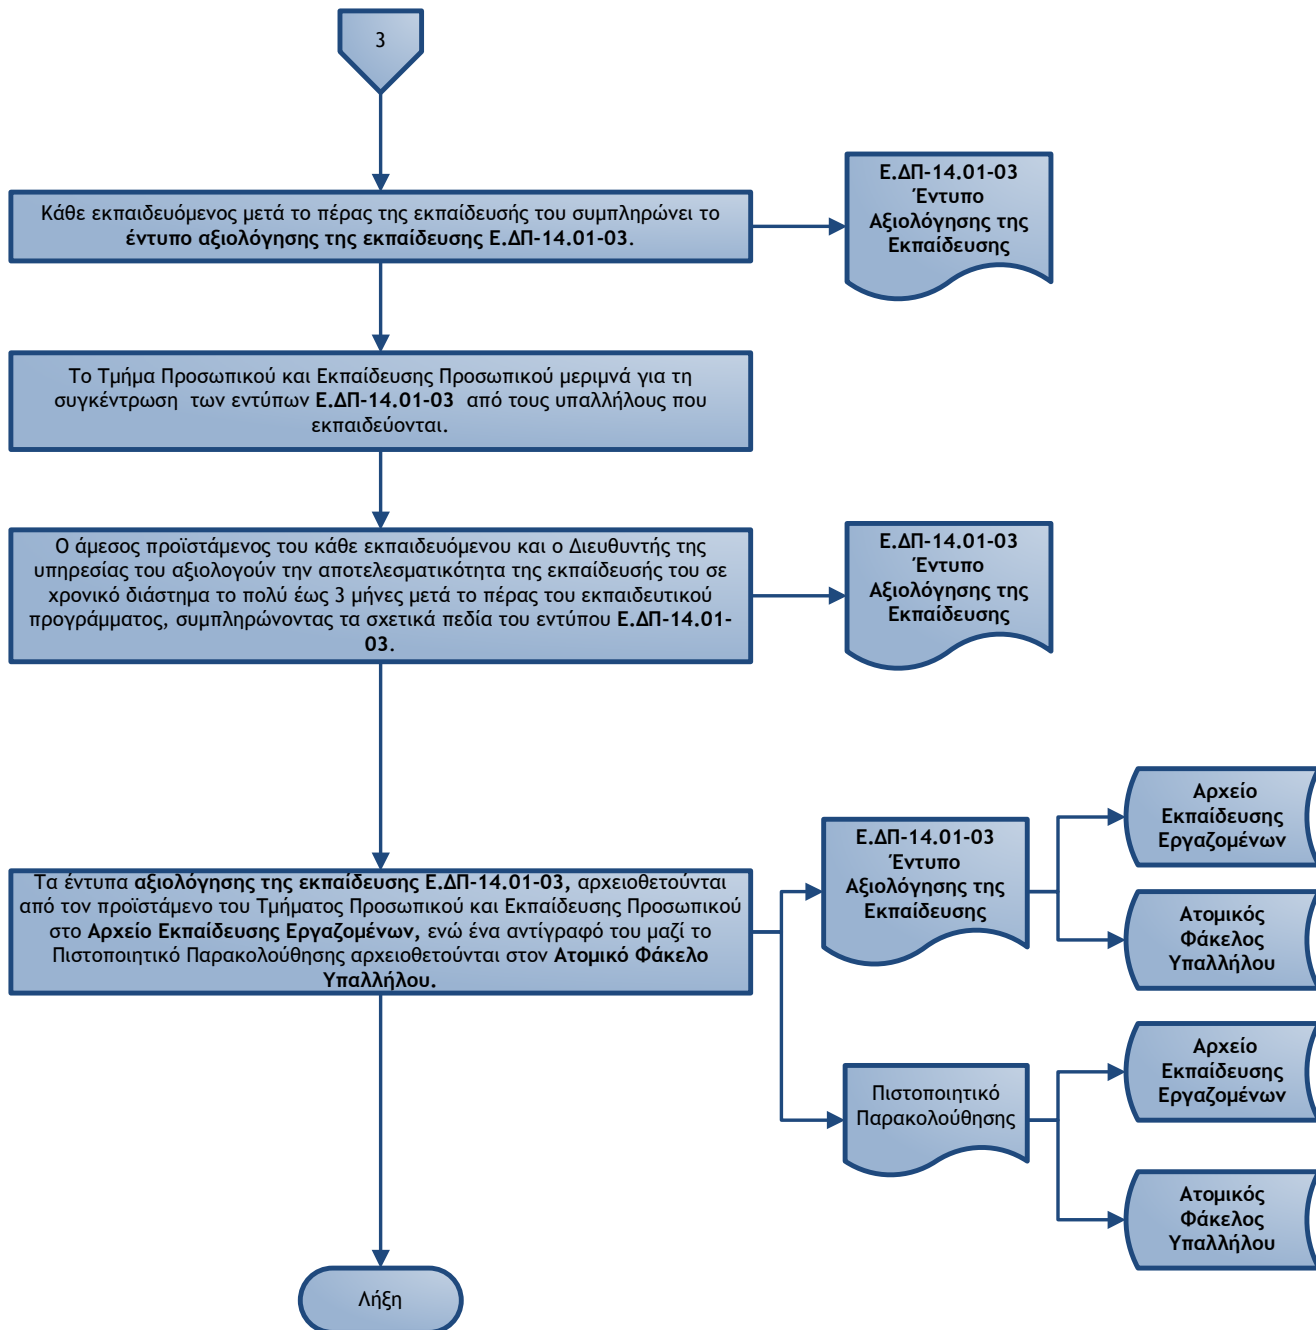 3
Κάθε εκπαιδευόμενος μετά το πέρας της εκπαίδευσής του συμπληρώνει το
έντυπο αξιολόγησης της εκπαίδευσης Ε.ΔΠ-14.01-03.
Ε.ΔΠ-14.01-03
Έντυπο
Αξιολόγησης της
Εκπαίδευσης
Το Τμήμα Προσωπικού και Εκπαίδευσης Προσωπικού μεριμνά για τη
συγκέντρωση των εντύπων Ε.ΔΠ-14.01-03 από τους υπαλλήλους που
εκπαιδεύονται.
Ο άμεσος προϊστάμενος του κάθε εκπαιδευόμενου και ο Διευθυντής της
υπηρεσίας του αξιολογούν την αποτελεσματικότητα της εκπαίδευσής του σε
χρονικό διάστημα το πολύ έως 3 μήνες μετά το πέρας του εκπαιδευτικού
προγράμματος, συμπληρώνοντας τα σχετικά πεδία του εντύπου Ε.ΔΠ-14.01-
03.
Ε.ΔΠ-14.01-03
Έντυπο
Αξιολόγησης της
Εκπαίδευσης
Τα έντυπα αξιολόγησης της εκπαίδευσης Ε.ΔΠ-14.01-03, αρχειοθετούνται
από τον προϊστάμενο του Τμήματος Προσωπικού και Εκπαίδευσης Προσωπικού
στο Αρχείο Εκπαίδευσης Εργαζομένων, ενώ ένα αντίγραφό του μαζί το
Πιστοποιητικό Παρακολούθησης αρχειοθετούνται στον Ατομικό Φάκελο
Υπαλλήλου.
Ε.ΔΠ-14.01-03
Έντυπο
Αξιολόγησης της
Εκπαίδευσης
Αρχείο
Εκπαίδευσης
Εργαζομένων
Ατομικός
Φάκελος
Υπαλλήλου
Πιστοποιητικό
Παρακολούθησης
Αρχείο
Εκπαίδευσης
Εργαζομένων
Ατομικός
Φάκελος
Υπαλλήλου
Λήξη